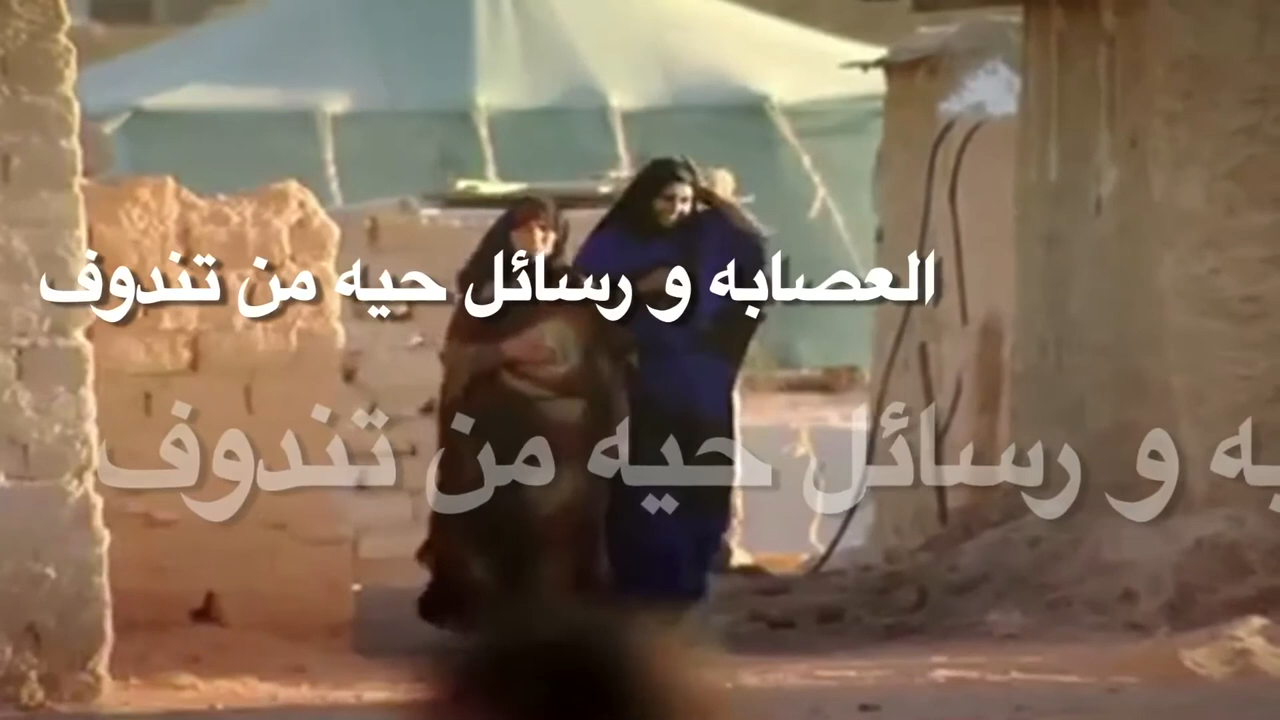 العصابه و رسائل حيه من تندوف
به و رسائل حيه من تندوف